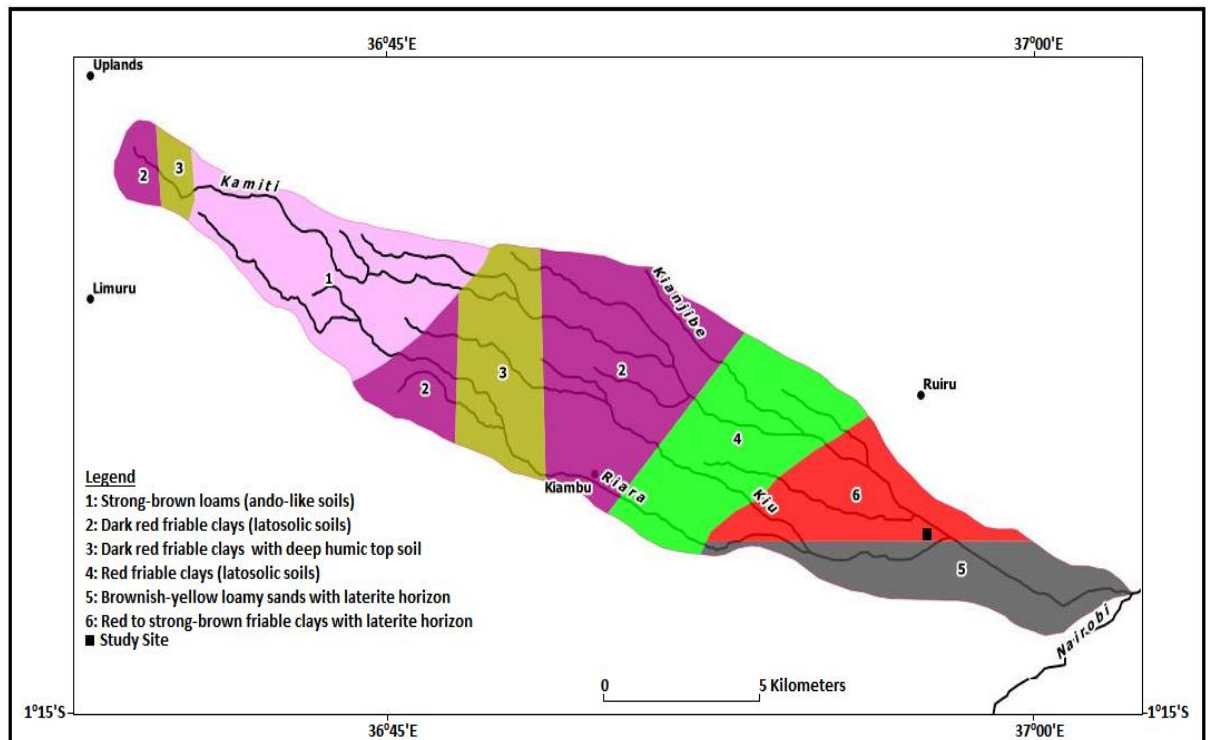 36°45'E 37°00'E
Uplands
2 3
Kamiti
Limuru
1
Kianjibe
2 3 2
Ruiru
4
6
Kiambu Riara Kiu
5
Nairobi
Legend
1: Strong-brown loams (ando-like soils)
2: Dark red friable clays (latosolic soils)
3: Dark red friable clays with deep humic top soil
4: Red friable clays (latosolic soils)
5: Brownish-yellow loamy sands with laterite horizon
6: Red to strong-brown friable clays with laterite horizon
Study Site
0 5 Kilometers
1°15'S 1°15'S
36°45'E 37°00'E